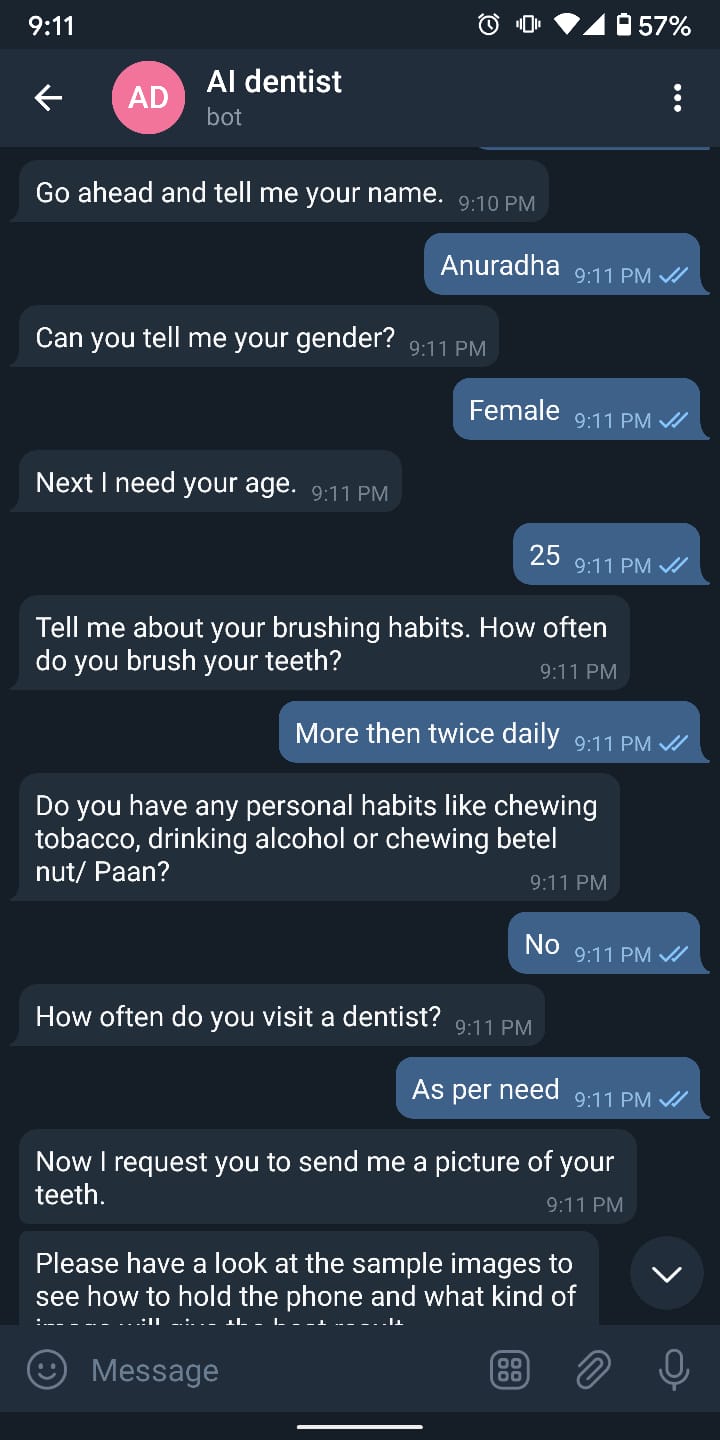 9:11
57%
AD
AI dentist
bot
Go ahead and tell me your name. 9:10 PM
Anuradha 9:11 PM
Can you tell me your gender? 9:11 PM
Female 9:11 PM
Next I need your age. 9:11 PM
25 9:11 PM
Tell me about your brushing habits. How often
do you brush your teeth? 9:11 PM
More then twice daily 9:11 PM
Do you have any personal habits like chewing
tobacco, drinking alcohol or chewing betel
nut/ Paan? 9:11 PM
No 9:11 PM
How often do you visit a dentist? 9:11 PM
As per need 9:11 PM
Now I request you to send me a picture of your
teeth. 9:11 PM
Please have a look at the sample images to
see how to hold the phone and what kind of
image will give the best result
Message